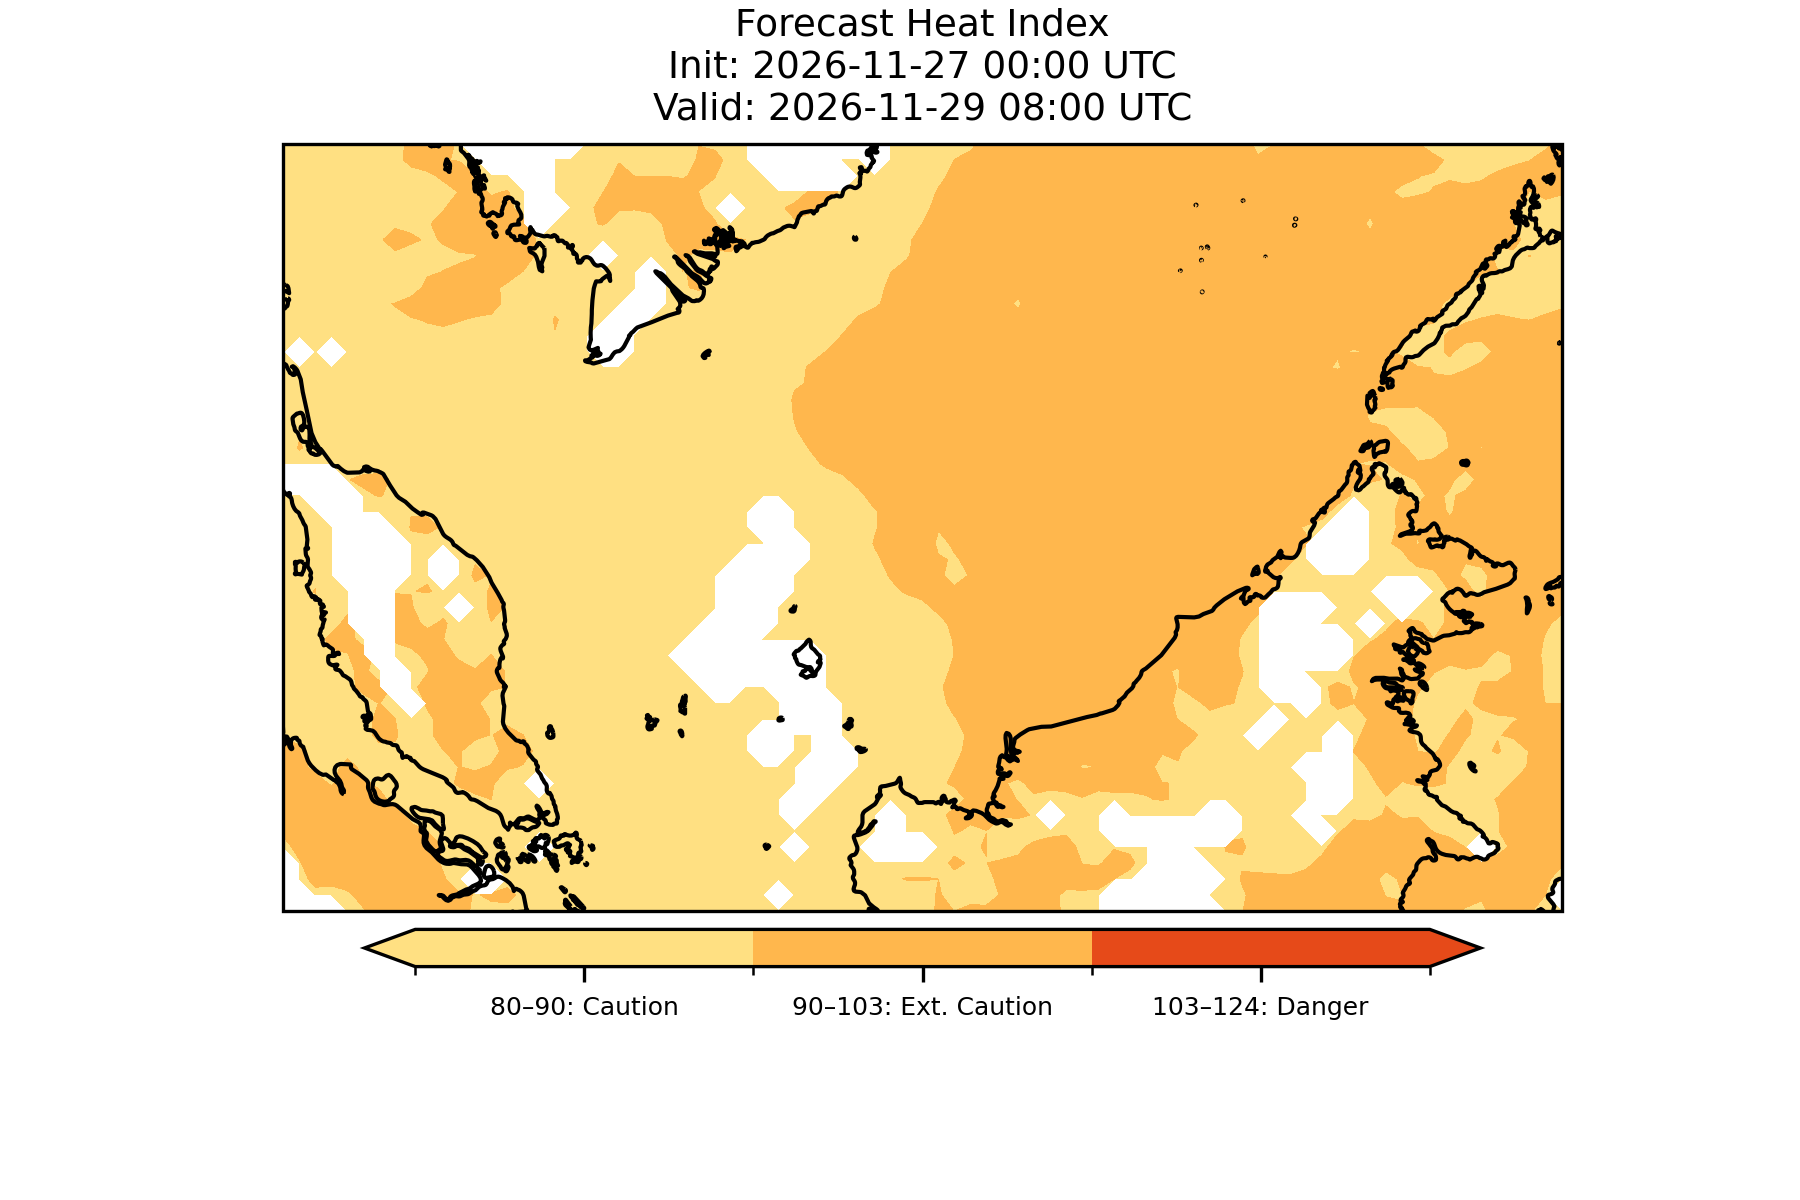 Forecast Heat Index
Init: 2026-11-27 00:00 UTC
Valid: 2026-11-29 08:00 UTC
80–90: Caution
90–103: Ext. Caution
103–124: Danger